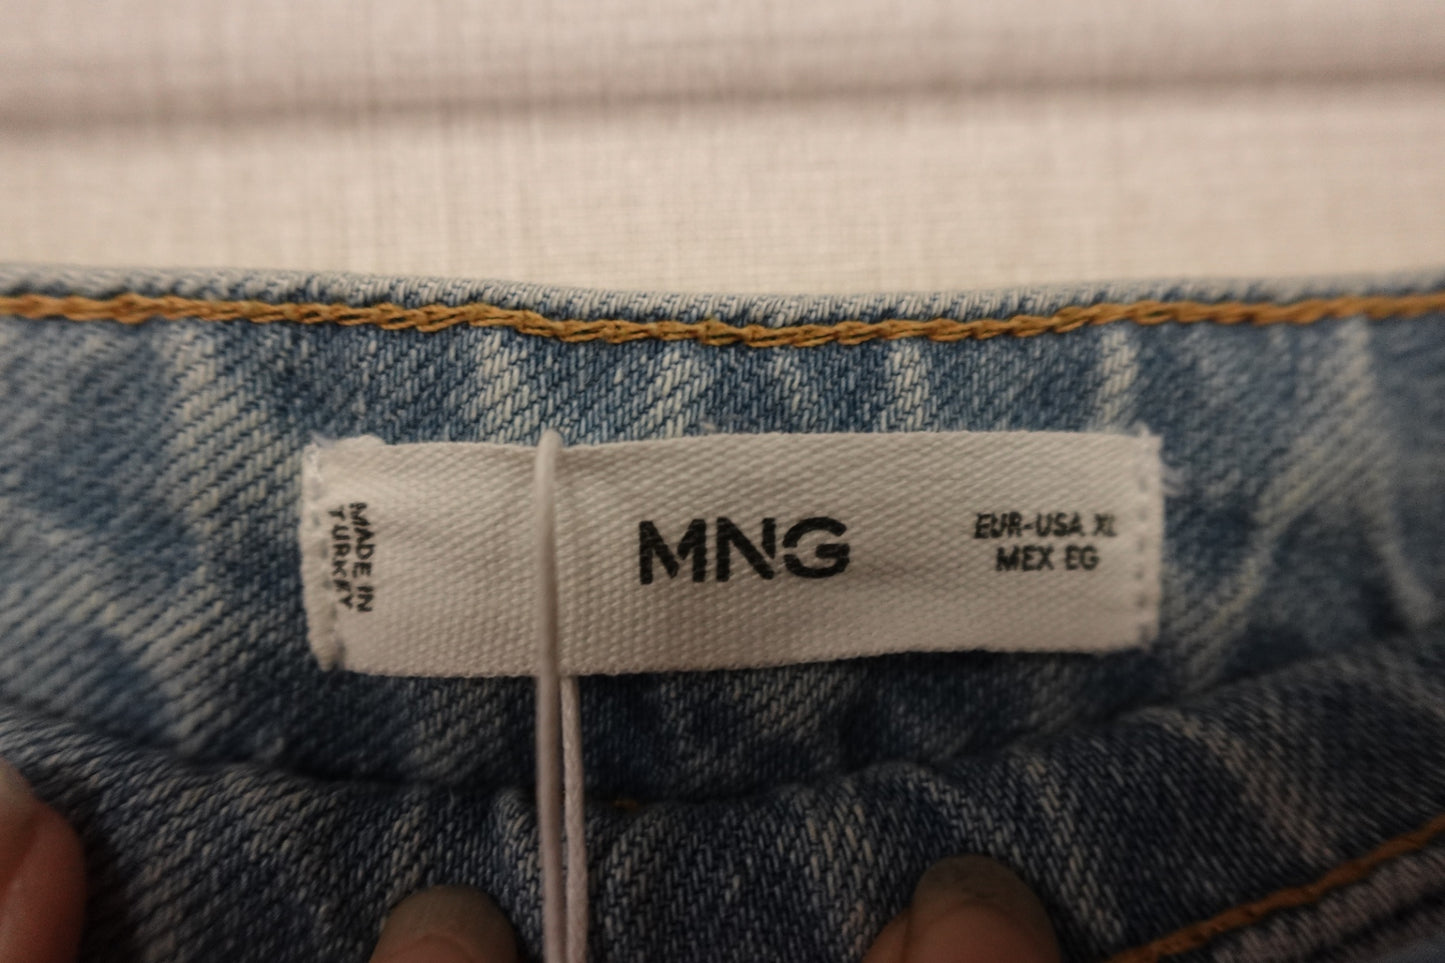 MADE IN
TURKEY
MNG
EUR-USA XL
MEX EG